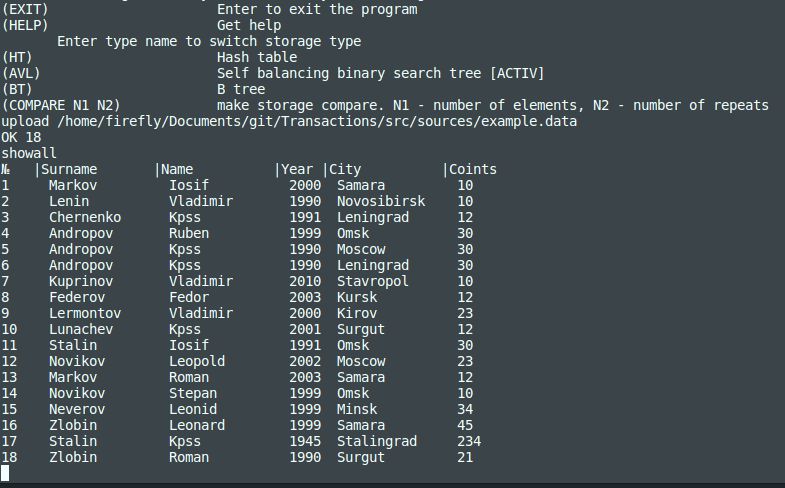 (EXIT) Enter to exit the program
(HELP) Get help
Enter type name to switch storage type
(HT) Hash table
(AVL) Self balancing binary search tree [ACTIV]
(BT) B tree
(COMPARE N1 N2) make storage compare. N1 - number of elements, N2 - number of repeats
upload /home/firefly/Documents/git/Transactions/src/sources/example.data
OK 18
showall
№ |Surname |Name |Year |City |Coints
1 Markov Iosif 2000 Samara 10
2 Lenin Vladimir 1990 Novosibirsk 10
3 Chernenko Kpss 1991 Leningrad 12
4 Andropov Ruben 1999 Omsk 30
5 Andropov Kpss 1990 Moscow 30
6 Andropov Kpss 1990 Leningrad 30
7 Kuprinov Vladimir 2010 Stavropol 10
8 Federov Fedor 2003 Kursk 12
9 Lermontov Vladimir 2000 Kirov 23
10 Lunachev Kpss 2001 Surgut 12
11 Stalin Iosif 1991 Omsk 30
12 Novikov Leopold 2002 Moscow 23
13 Markov Roman 2003 Samara 12
14 Novikov Stepan 1999 Omsk 10
15 Neverov Leonid 1999 Minsk 34
16 Zlobin Leonard 1999 Samara 45
17 Stalin Kpss 1945 Stalingrad 234
18 Zlobin Roman 1990 Surgut 21